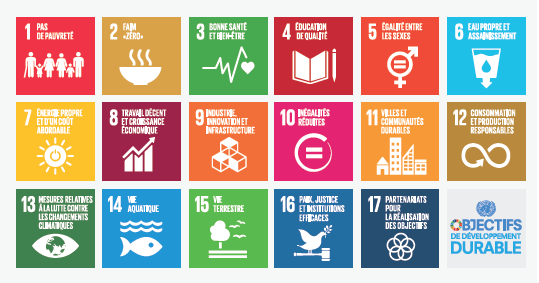 1 PAS
DE PAUVRETÉ
2 FAIM
«ZÉRO»
3 BONNE SANTÉ
ET BIEN-ÊTRE
4 ÉDUCATION
DE QUALITÉ
5 ÉGALITÉ ENTRE
LES SEXES
6 EAU PROPRE ET
ASSAINISSEMENT
7 ÉNERGIE PROPRE
ET D'UN COÛT
ABORDABLE
8 TRAVAIL DÉCENT
ET CROISSANCE
ÉCONOMIQUE
9 INDUSTRIE,
INNOVATION ET
INFRASTRUCTURE
10 INÉGALITÉS
RÉDUITES
11 VILLES ET
COMMUNAUTÉS
DURABLES
12 CONSOMMATION
ET PRODUCTION
RESPONSABLES
13 MESURES RELATIVES
À LA LUTTE CONTRE
LES CHANGEMENTS
CLIMATIQUES
14 VIE
AQUATIQUE
15 VIE
TERRESTRE
16 PAIX, JUSTICE
ET INSTITUTIONS
EFFICACES
17 PARTENARIATS
POUR
LA RÉALISATION
DES OBJECTIFS
OBJECTIFS
DE DÉVELOPPEMENT
DURABLE